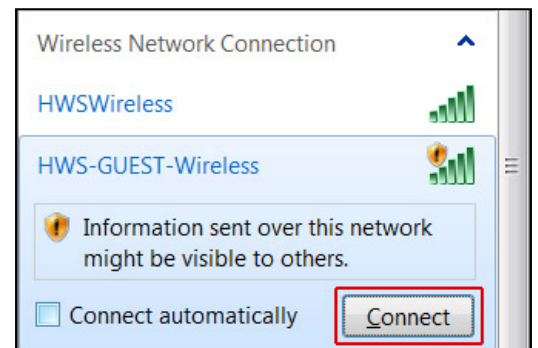 Wireless Network Connection
HWSWireless
HWS-GUEST-Wireless
Information sent over this network
might be visible to others.
Connect automatically
Connect